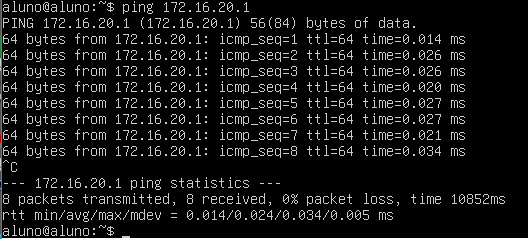 aluno@aluno:~$ ping 172.16.20.1
PING 172.16.20.1 (172.16.20.1) 56(84) bytes of data.
64 bytes from 172.16.20.1: icmp_seq=1 ttl=64 time=0.014 ms
64 bytes from 172.16.20.1: icmp_seq=2 ttl=64 time=0.026 ms
64 bytes from 172.16.20.1: icmp_seq=3 ttl=64 time=0.026 ms
64 bytes from 172.16.20.1: icmp_seq=4 ttl=64 time=0.020 ms
64 bytes from 172.16.20.1: icmp_seq=5 ttl=64 time=0.027 ms
64 bytes from 172.16.20.1: icmp_seq=6 ttl=64 time=0.027 ms
64 bytes from 172.16.20.1: icmp_seq=7 ttl=64 time=0.021 ms
64 bytes from 172.16.20.1: icmp_seq=8 ttl=64 time=0.034 ms
^C
--- 172.16.20.1 ping statistics ---
8 packets transmitted, 8 received, 0% packet loss, time 10852ms
rtt min/avg/max/mdev = 0.014/0.024/0.034/0.005 ms
aluno@aluno:~$ _